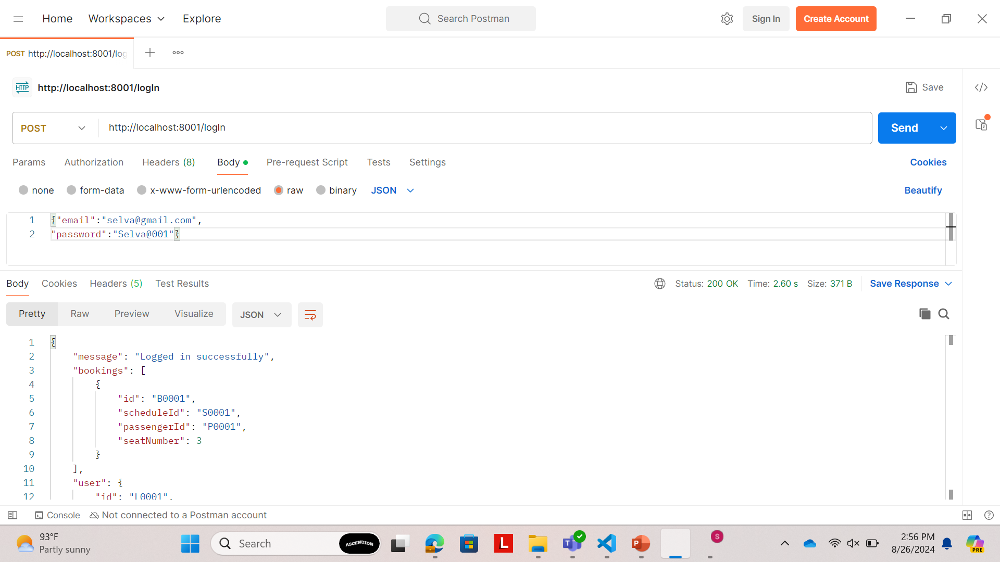 Home Workspaces Explore Search Postman Sign In Create Account
POST http://localhost:8001/log
HTTP http://localhost:8001/logIn Save
POST http://localhost:8001/logIn Send
Params Authorization Headers (8) Body Pre-request Script Tests Settings Cookies
none form-data x-www-form-urlencoded raw binary JSON Beautify
1 {"email":"selva@gmail.com",
2 "password":"Selva@001"}
Body Cookies Headers (5) Test Results Status: 200 OK Time: 2.60 s Size: 371 B Save Response
Pretty Raw Preview Visualize JSON
1 {
2 "message": "Logged in successfully",
3 "bookings": [
4 {
5 "id": "B0001",
6 "scheduleId": "S0001",
7 "passengerId": "P0001",
8 "seatNumber": 3
9 }
10 ],
11 "user": {
12 "id": "L0001",
Console Not connected to a Postman account
93°F
Partly sunny
Search ASCENDION
L
T
P
S
2:56 PM
8/26/2024
PRE